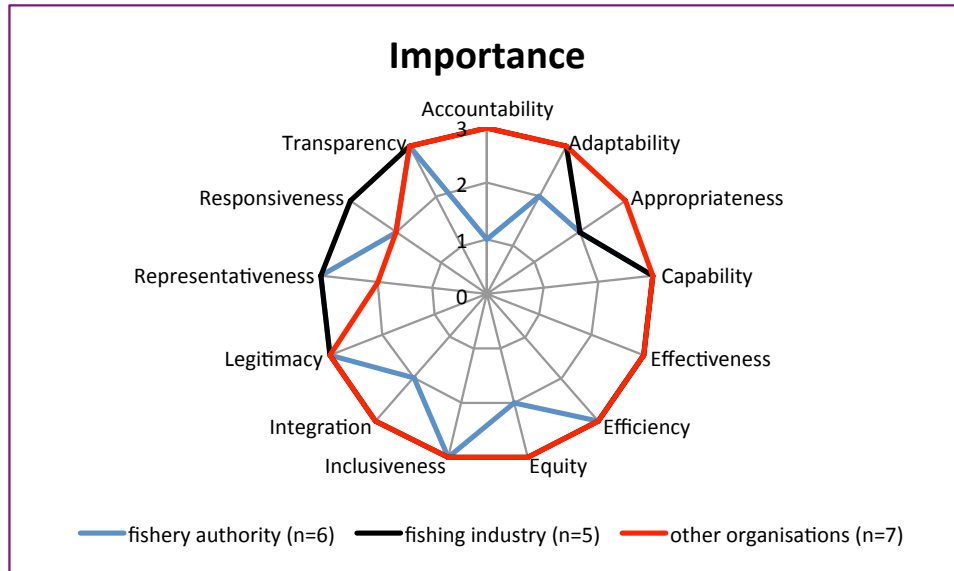 Importance
Accountability
3
Transparency
Adaptability
2
Responsiveness
Appropriateness
1
Representativeness
Capability
0
Legitimacy
Effectiveness
Integration
Efficiency
Inclusiveness
Equity
fishery authority (n=6) fishing industry (n=5) other organisations (n=7)